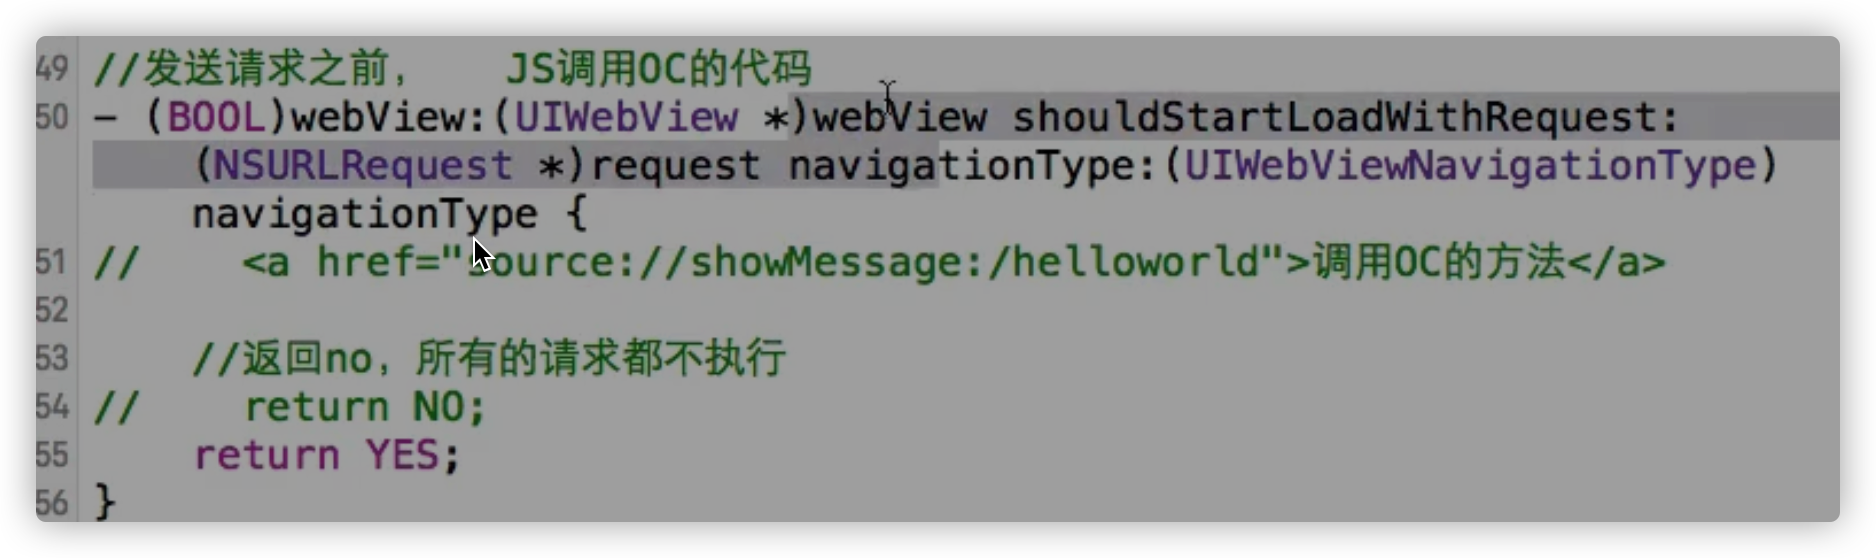 49 //发送请求之前,    JS调用OC的代码
50 - (BOOL)webView:(UIWebView *)webView shouldStartLoadWithRequest:
(NSURLRequest *)request navigationType:(UIWebViewNavigationType)
navigationType {
51 //    <a href="source://showMessage:/helloworld">调用OC的方法</a>
52
53     //返回no, 所有的请求都不执行
54 //    return NO;
55     return YES;
56 }